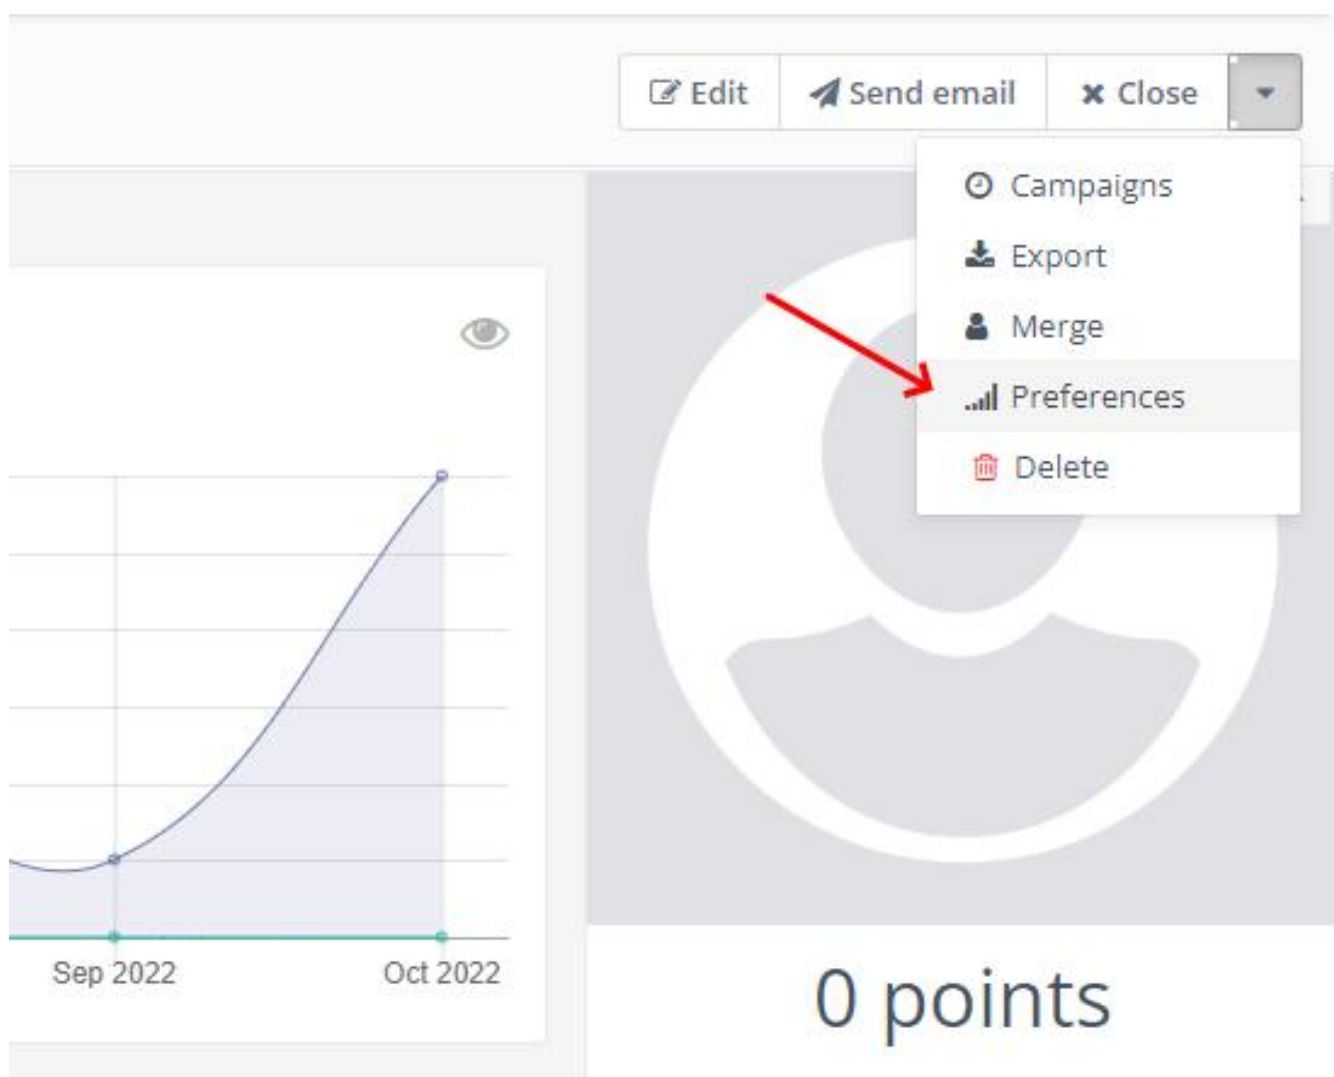 Edit
Send email
Close
Campaigns
Export
Merge
Preferences
Delete
Sep 2022
Oct 2022
0 points